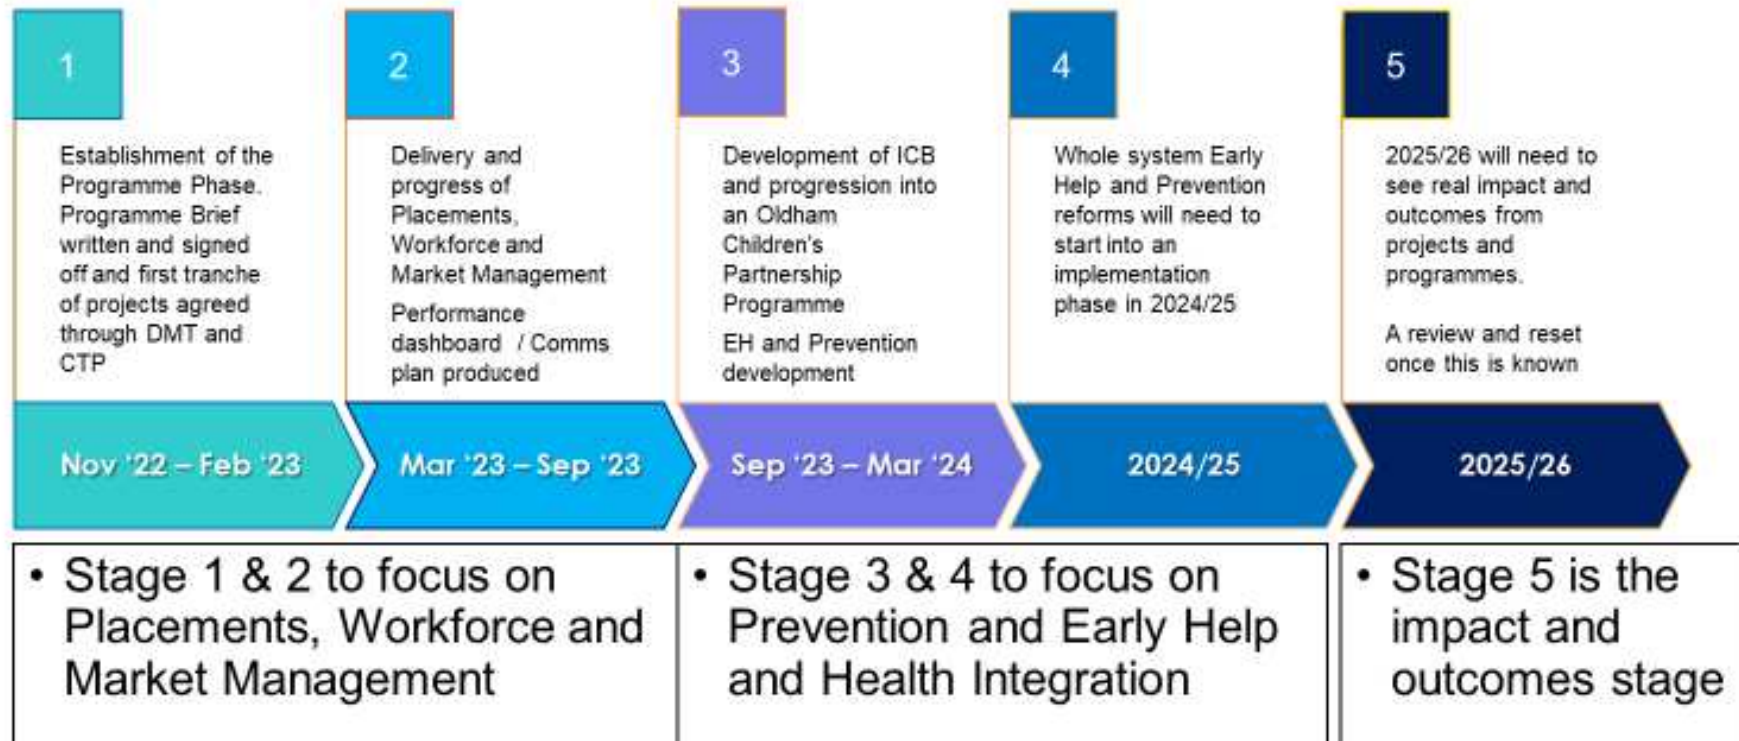 1
Establishment of the
Programme Phase.
Programme Brief
written and signed
off and first tranche
of projects agreed
through DMT and
CTP
Nov ‘22 – Feb ‘23
2
Delivery and
progress of
Placements,
Workforce and
Market Management
Performance
dashboard / Comms
plan produced
Mar ‘23 – Sep ‘23
3
Development of ICB
and progression into
an Oldham
Children's
Partnership
Programme
EH and Prevention
development
Sep ‘23 – Mar ‘24
4
Whole system Early
Help and Prevention
reforms will need to
start into an
implementation
phase in 2024/25
2024/25
5
2025/26 will need to
see real impact and
outcomes from
projects and
programmes.
A review and reset
once this is known
2025/26
• Stage 1 & 2 to focus on
Placements, Workforce and
Market Management
• Stage 3 & 4 to focus on
Prevention and Early Help
and Health Integration
• Stage 5 is the
impact and
outcomes stage